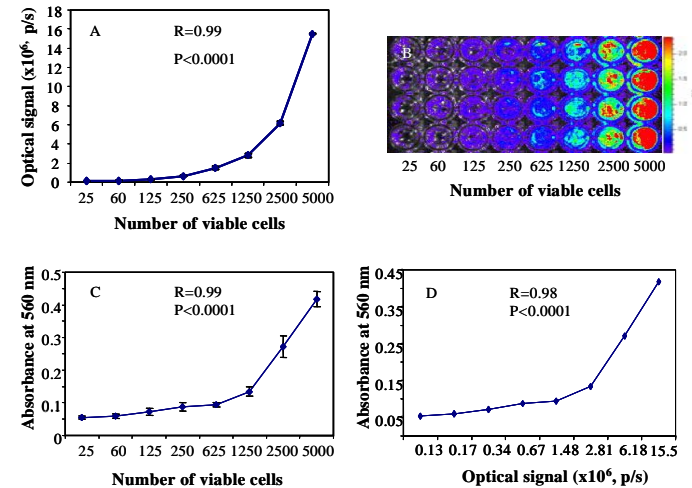 A
R=0.99
P<0.0001
Optical signal (x10⁶, p/s)
18
16
14
12
10
8
6
4
2
0
25 60 125 250 625 1250 2500 5000
Number of viable cells
B
25 60 125 250 625 1250 2500 5000
Number of viable cells
C
R=0.99
P<0.0001
Absorbance at 560 nm
0.5
0.4
0.3
0.2
0.1
0
25 60 125 250 625 1250 2500 5000
Number of viable cells
D
R=0.98
P<0.0001
Absorbance at 560 nm
0.45
0.35
0.25
0.15
0.05
0.13 0.17 0.34 0.67 1.48 2.81 6.18 15.5
Optical signal (x10⁶, p/s)